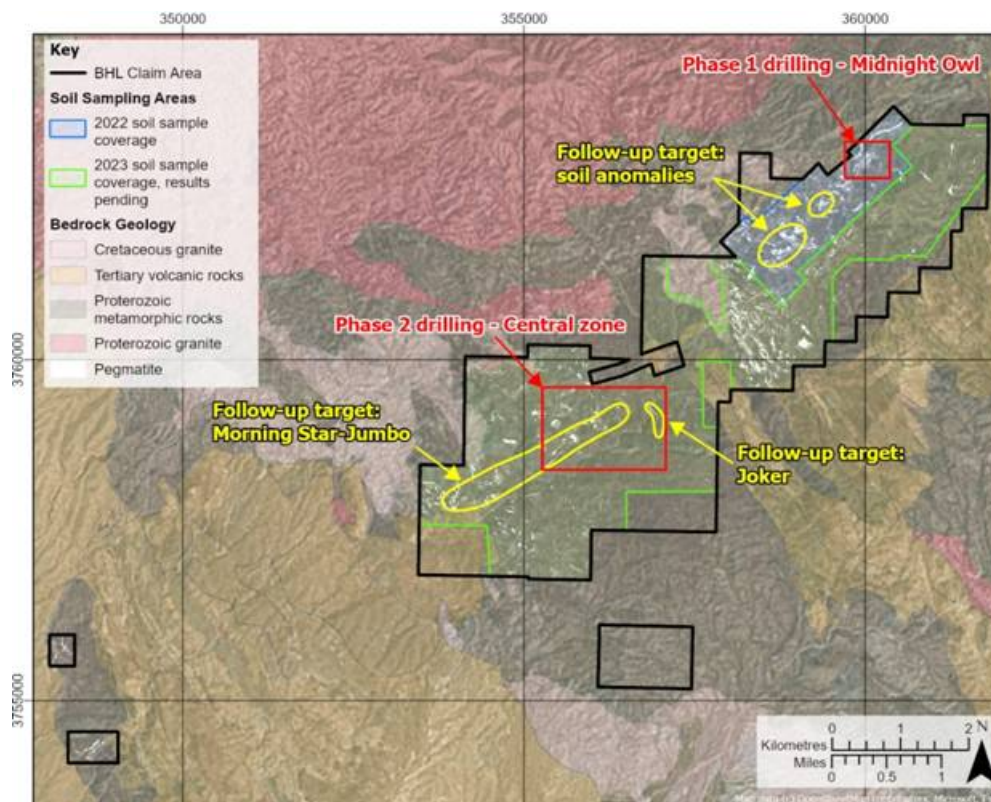 350000
355000
360000
Key
BHL Claim Area
Soil Sampling Areas
2022 soil sample
coverage
2023 soil sample
coverage, results
pending
Bedrock Geology
Cretaceous granite
Tertiary volcanic rocks
Proterozoic
metamorphic rocks
Proterozoic granite
Pegmatite
Phase 1 drilling - Midnight Owl
Follow-up target:
soil anomalies
Phase 2 drilling - Central zone
3760000
Follow-up target:
Morning Star-Jumbo
Follow-up target:
Joker
3755000
0 1 2
Kilometres
Miles
0 0.5 1
N